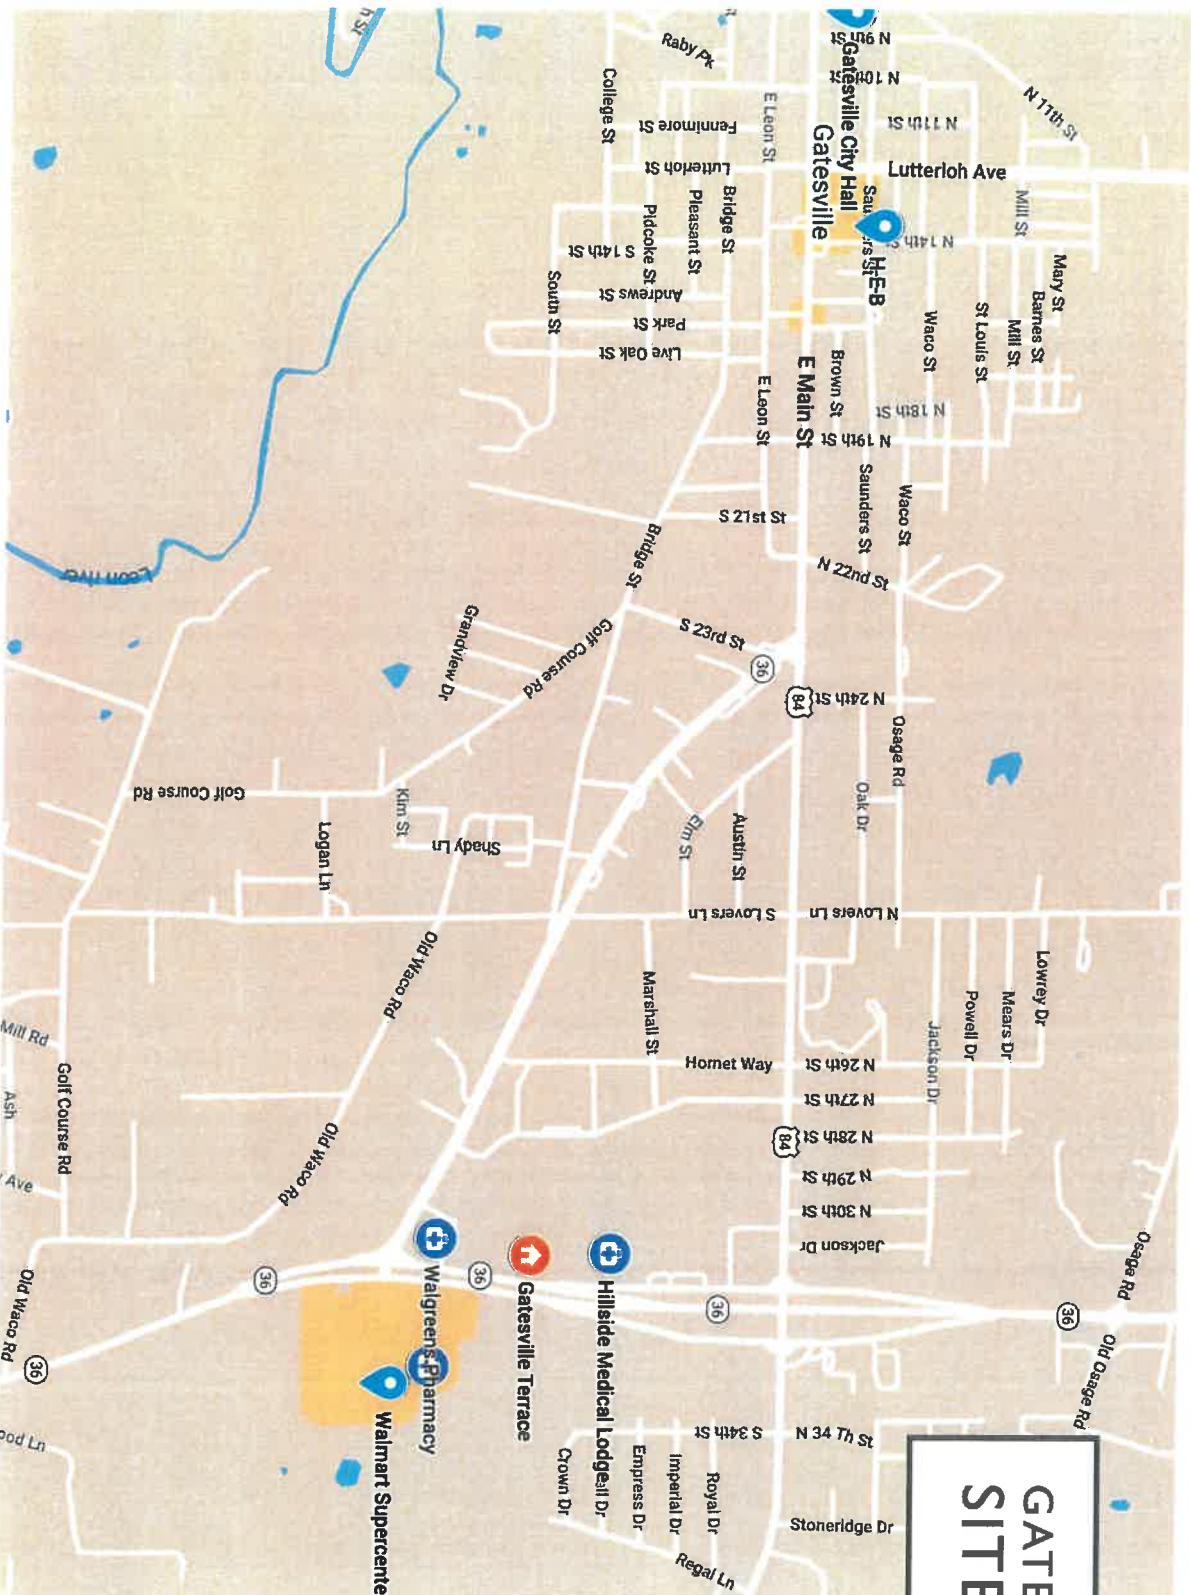 GATE
SITE
N 9th St
N 10th St
N 11th St
N 11th St
Raby Pk
College St
Fennimore St
E Leon St
Gatesville City Hall
Gatesville
Lutterloh Ave
Lutterloh St
Mill St
Bridge St
Pleasant St
Pidcoke St
S 14th St
N 14th St
H-E-B
Mary St
Barnes St
Mill St
St Louis St
Waco St
South St
Andrews St
Park St
Live Oak St
E Main St
Brown St
E Leon St
N 18th St
N 19th St
Saunders St
Waco St
S 21st St
N 22nd St
Bridge St
Leon river
Grandview Dr
Golf Course Rd
S 23rd St
36
84
N 24th St
Osage Rd
Oak Dr
Golf Course Rd
Kim St
Logan Ln
Shady Ln
Elm St
Austin St
S Lovers Ln
N Lovers Ln
Old Waco Rd
Marshall St
Lowrey Dr
Mears Dr
Powell Dr
Jackson Dr
Mill Rd
Ash
Golf Course Rd
Ave
Hornet Way
N 26th St
N 27th St
N 28th St
84
N 29th St
N 30th St
Jackson Dr
Old Waco Rd
Osage Rd
Old Osage Rd
36
36
36
36
36
Old Waco Rd
Walgreens Pharmacy
Gatesville Terrace
Hillside Medical Lodge
Walmart Supercente
S 34th St
N 34 Th St
Crown Dr
Empress Dr
Imperial Dr
Royal Dr
Regal Ln
Stoneridge Dr
ood Ln